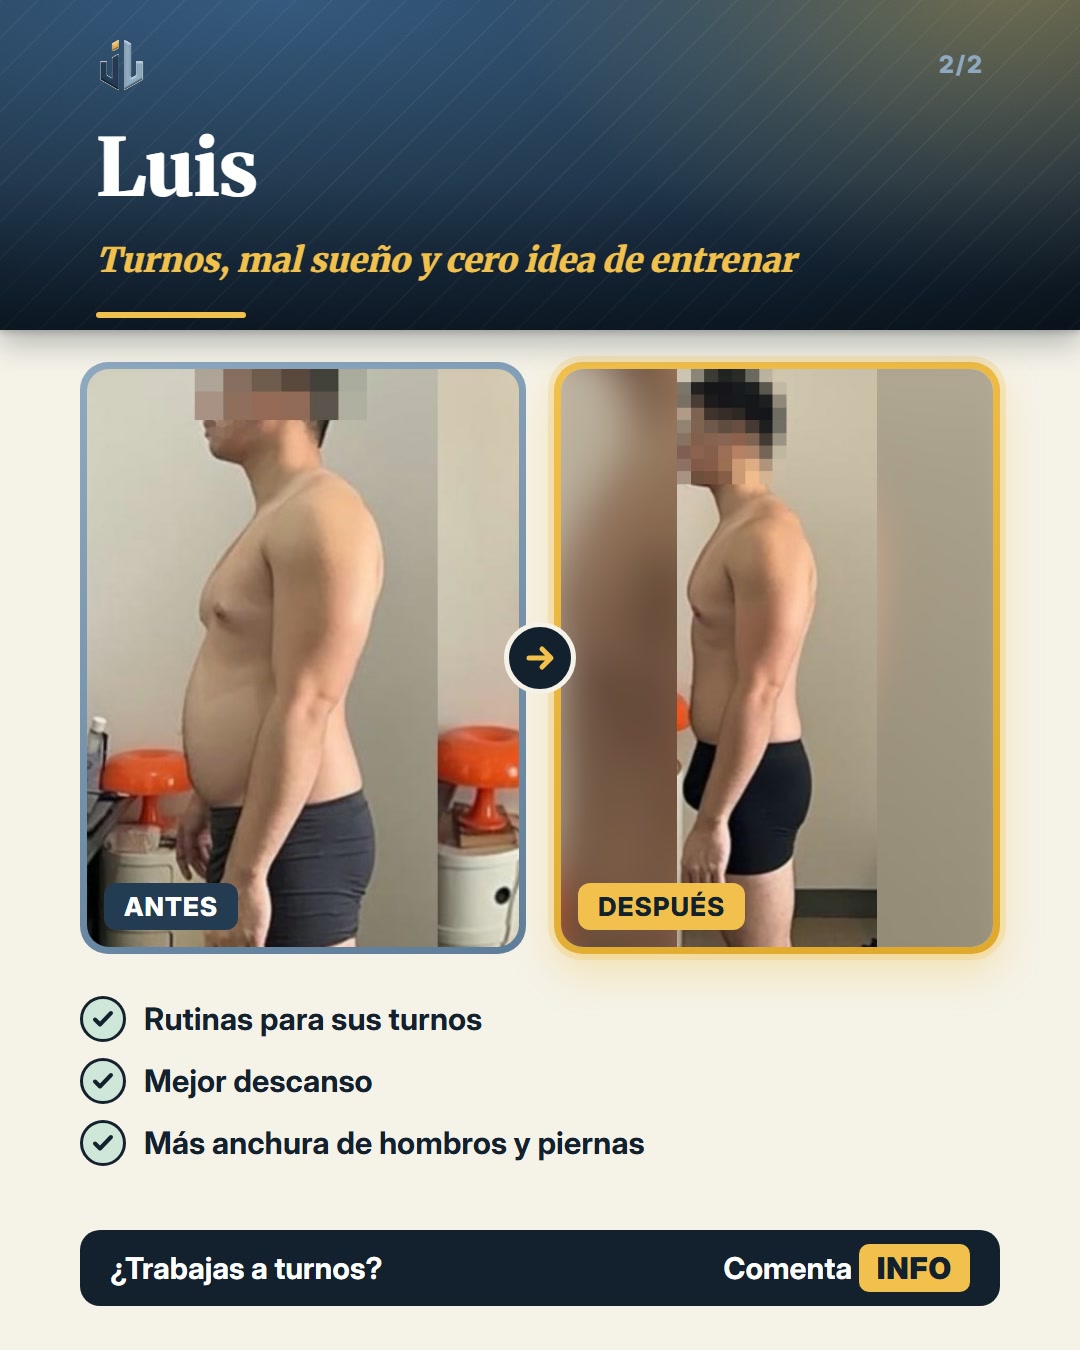 2/2
Luis
Turnos, mal sueño y cero idea de entrenar
ANTES
DESPUÉS
Rutinas para sus turnos
Mejor descanso
Más anchura de hombros y piernas
¿Trabajas a turnos?
Comenta INFO